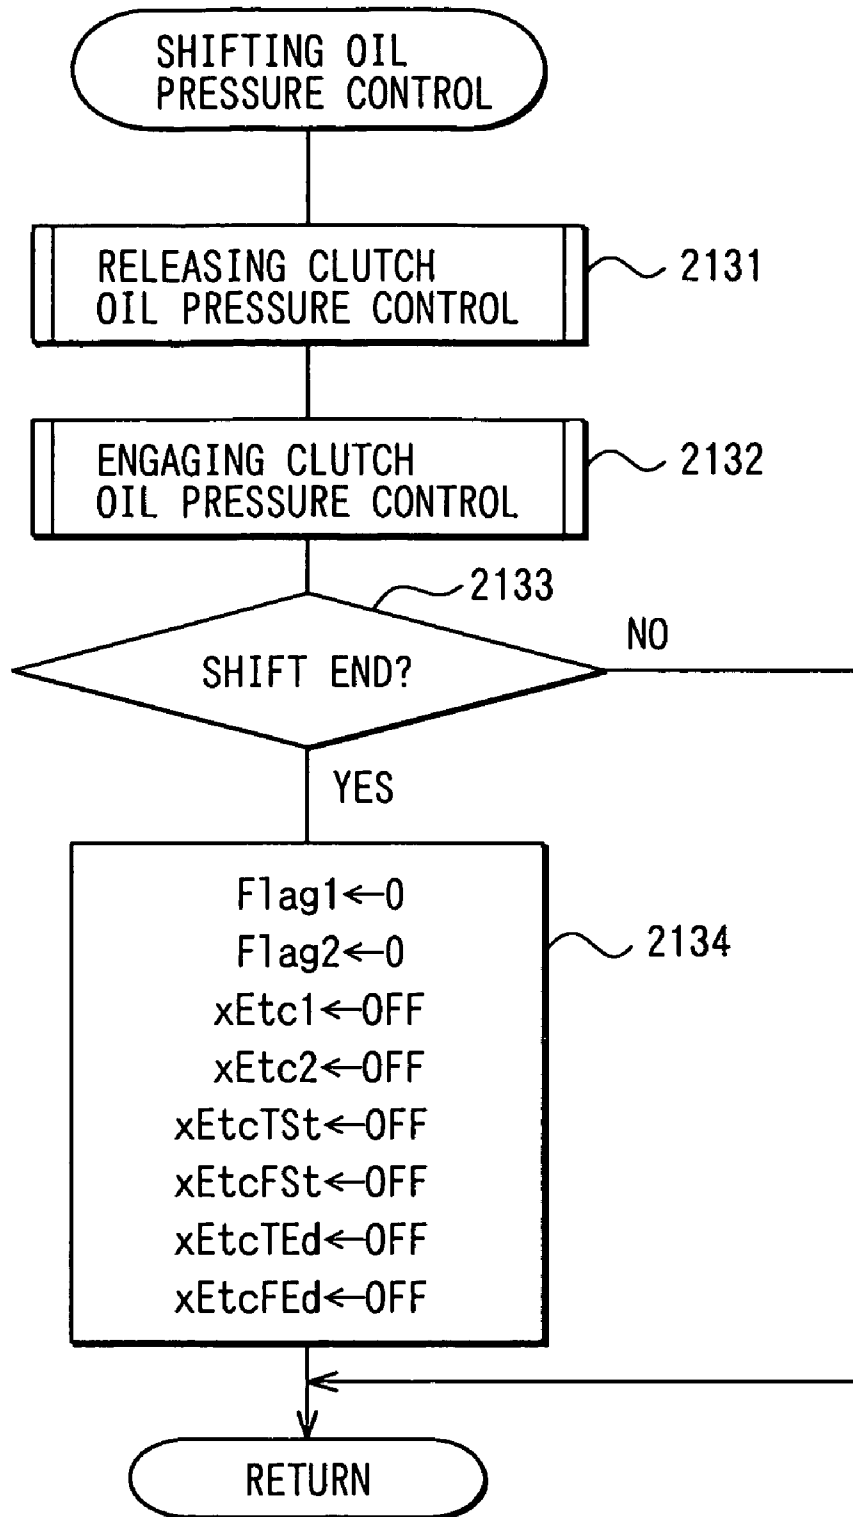 SHIFTING OIL
PRESSURE CONTROL
RELEASING CLUTCH
OIL PRESSURE CONTROL
2131
ENGAGING CLUTCH
OIL PRESSURE CONTROL
2132
2133
SHIFT END?
NO
YES
Flag1←0
Flag2←0
xEtc1←OFF
xEtc2←OFF
xEtcTSt←OFF
xEtcFSt←OFF
xEtcTEd←OFF
xEtcFEd←OFF
2134
RETURN